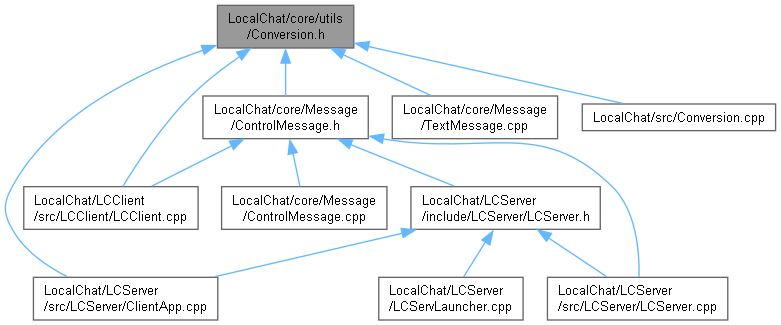 LocalChat/core/utils
/Conversion.h
LocalChat/core/Message
/ControlMessage.h
LocalChat/core/Message
/TextMessage.cpp
LocalChat/src/Conversion.cpp
LocalChat/LCClient
/src/LCClient/LCClient.cpp
LocalChat/core/Message
/ControlMessage.cpp
LocalChat/LCServer
/include/LCServer/LCServer.h
LocalChat/LCServer
/src/LCServer/ClientApp.cpp
LocalChat/LCServer
/LCServLauncher.cpp
LocalChat/LCServer
/src/LCServer/LCServer.cpp